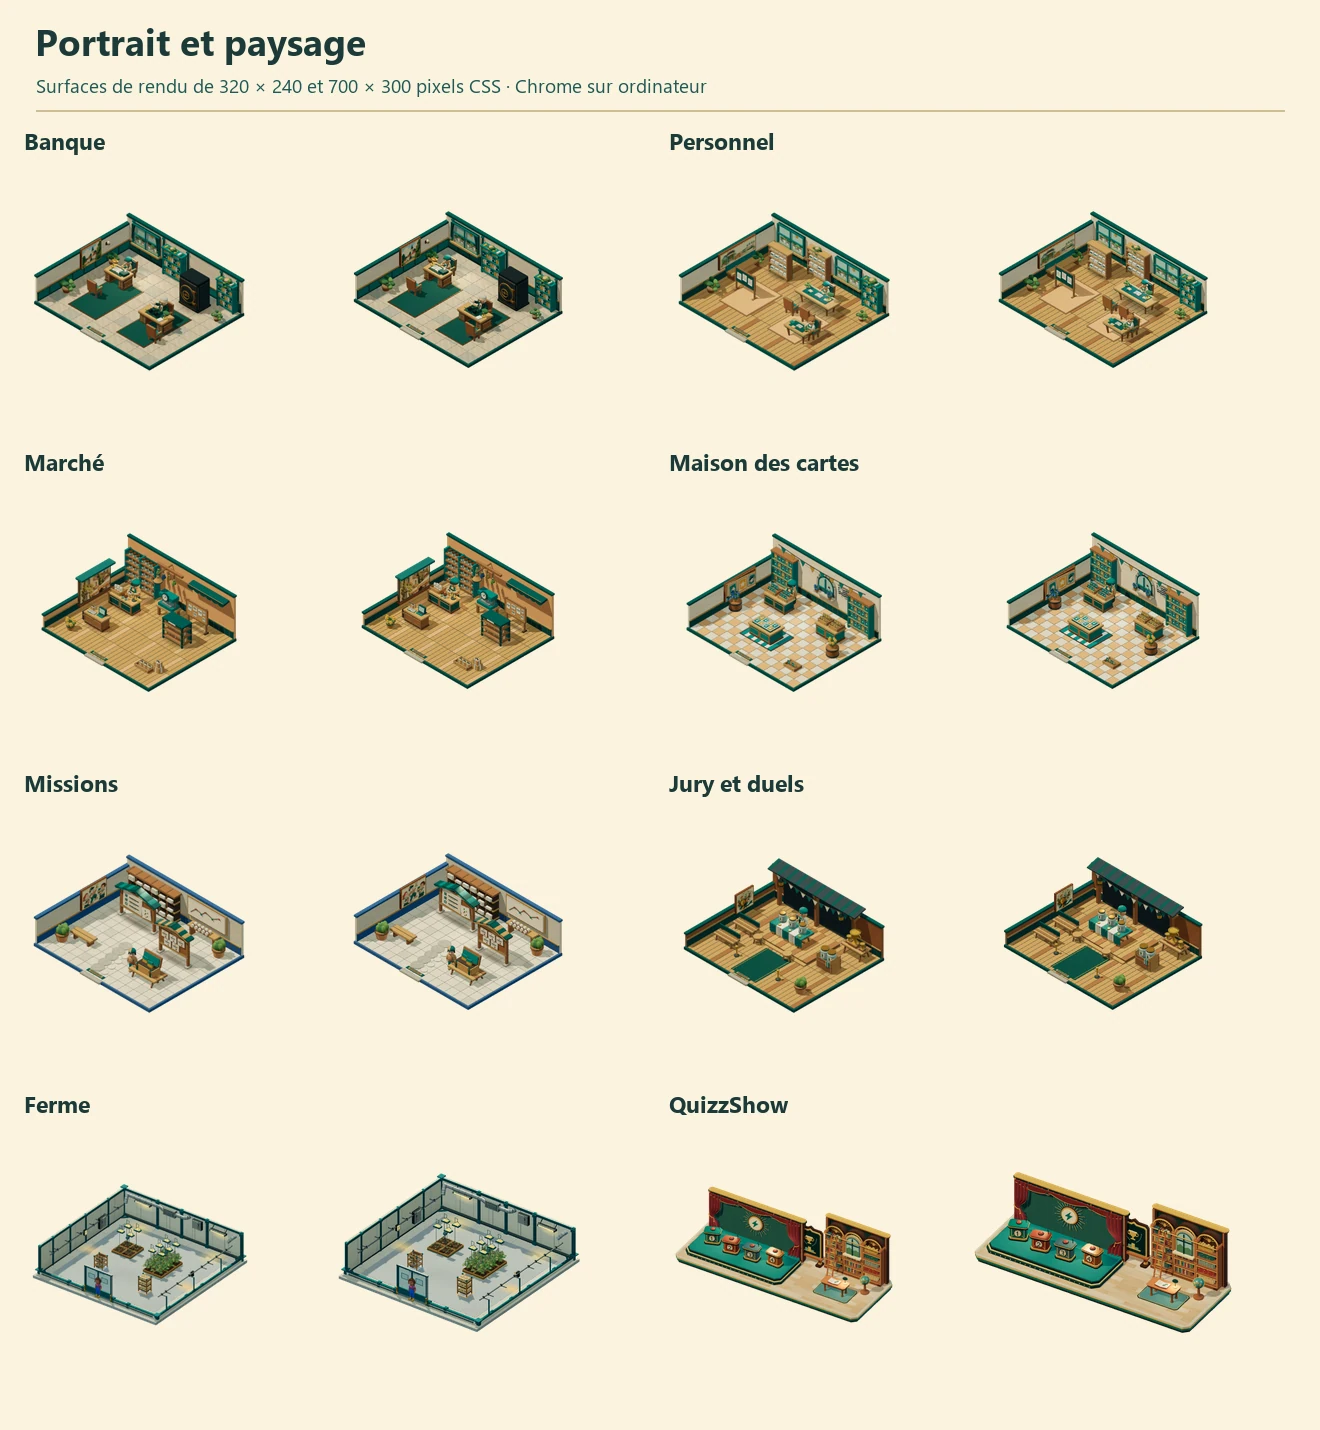 Portrait et paysage
Surfaces de rendu de 320 × 240 et 700 × 300 pixels CSS · Chrome sur ordinateur
Banque
Personnel
Marché
Maison des cartes
Missions
Jury et duels
Ferme
QuizzShow